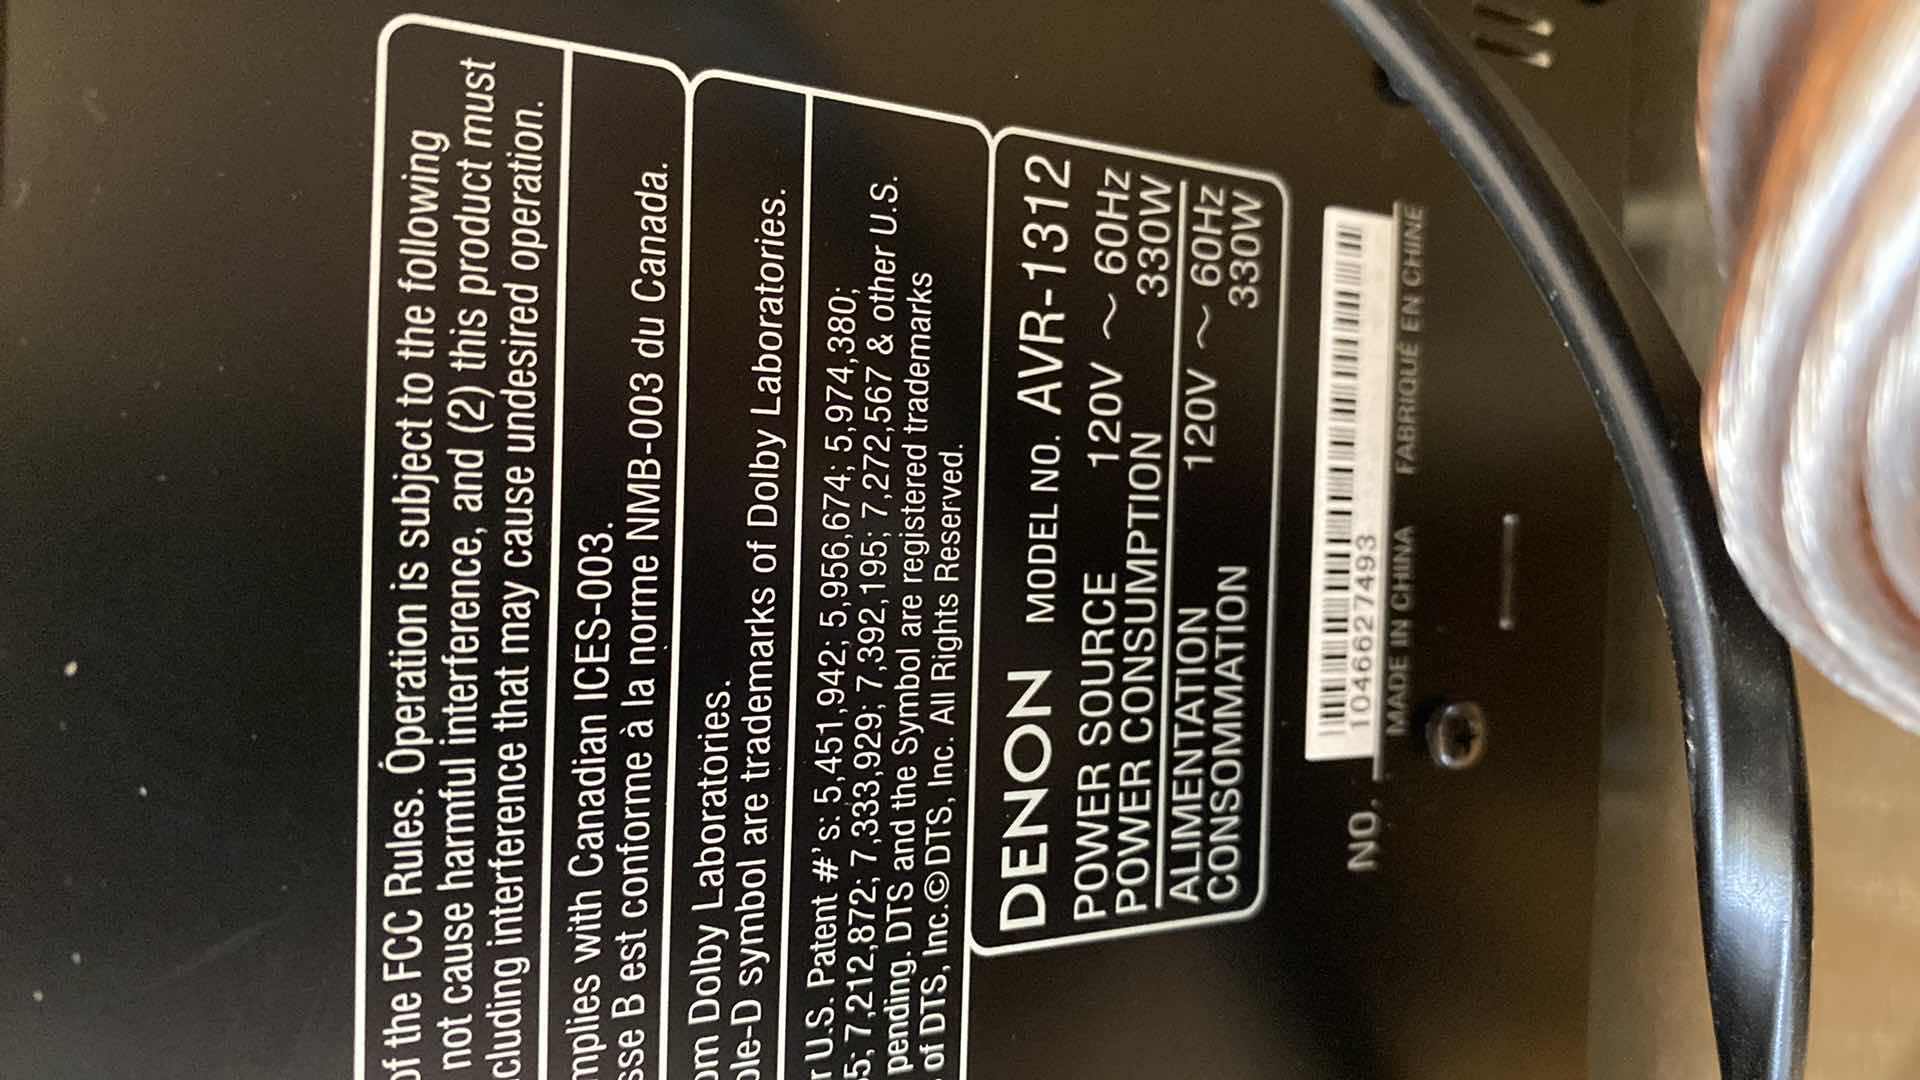 of the FCC Rules. Operation is subject to the following
not cause harmful interference, and (2) this product must
cluding interference that may cause undesired operation.
mplies with Canadian ICES-003.
sse B est conforme à la norme NMB-003 du Canada.
om Dolby Laboratories.
ble-D symbol are trademarks of Dolby Laboratories.
r U.S. Patent #'s: 5,451,942; 5,956,674; 5,974,380;
5; 7,212,872; 7,333,929; 7,392,195; 7,272,567 & other U.S.
pending. DTS and the Symbol are registered trademarks
of DTS, Inc.©DTS, Inc. All Rights Reserved.
DENON MODEL NO. AVR-1312
POWER SOURCE 120V ~ 60Hz
POWER CONSUMPTION 330W
ALIMENTATION 120V ~ 60Hz
CONSOMMATION 330W
NO. 1046627493
MADE IN CHINA FABRIQUÉ EN CHINE